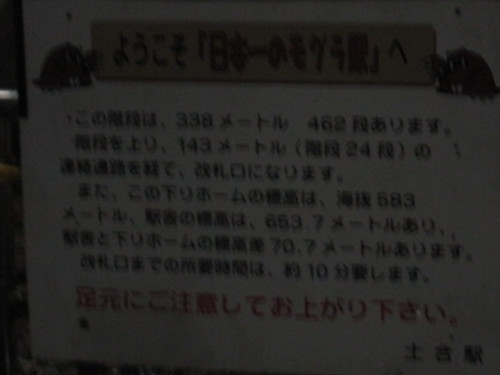 ようこそ「日本一のモグラ駅」へ
この階段は、338メートル 462段あります。
階段を上り、143メートル（階段24段）の
連絡通路を経て、改札口になります。
また、この下りホームの標高は、海抜583
メートル、駅舎の標高は、653.7メートルあり、
駅舎と下りホームの標高差70.7メートルあります。
改札口までの所要時間は、約10分要します。
足元にご注意してお上がり下さい。
土合駅